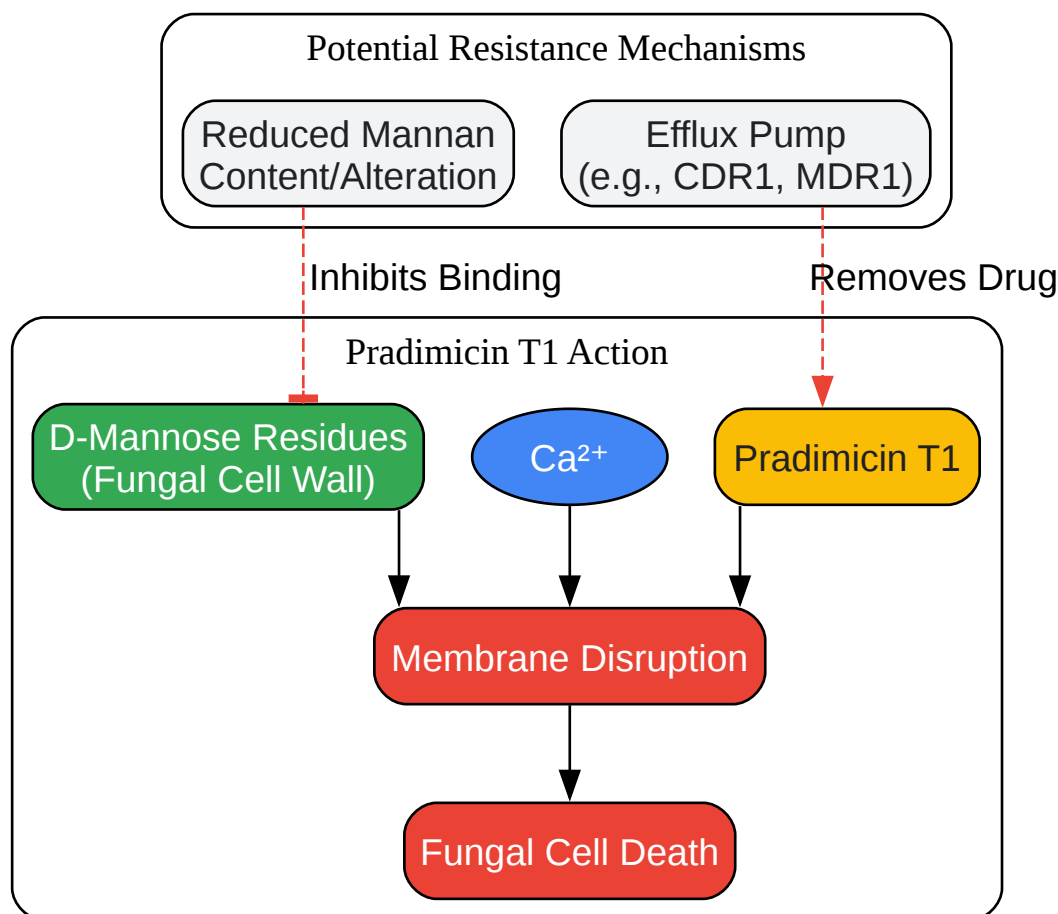 Potential Resistance Mechanisms
Reduced Mannan
Content/Alteration
Efflux Pump
(e.g., CDR1, MDR1)
Inhibits Binding
Removes Drug
Pradimicin T1 Action
D-Mannose Residues
(Fungal Cell Wall)
Ca²⁺
Pradimicin T1
Membrane Disruption
Fungal Cell Death